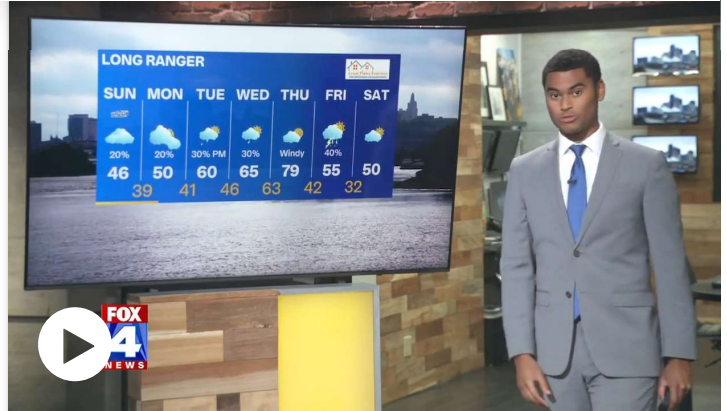 LONG RANGER
SUN MON TUE WED THU FRI SAT
20% 20% 30% PM 30% Windy 40%
46 50 60 65 79 55 50
39 41 46 63 42 32
FOX
4
NEWS